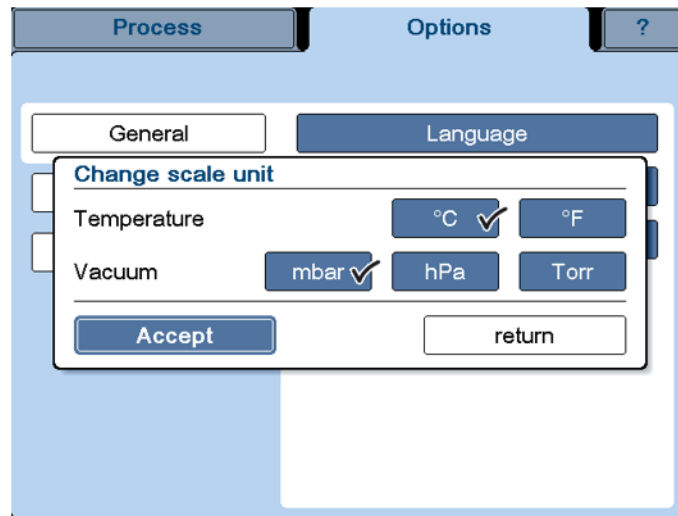 Process Options ?
General Language
Change scale unit
Temperature °C °F
Vacuum mbar hPa Torr
Accept return